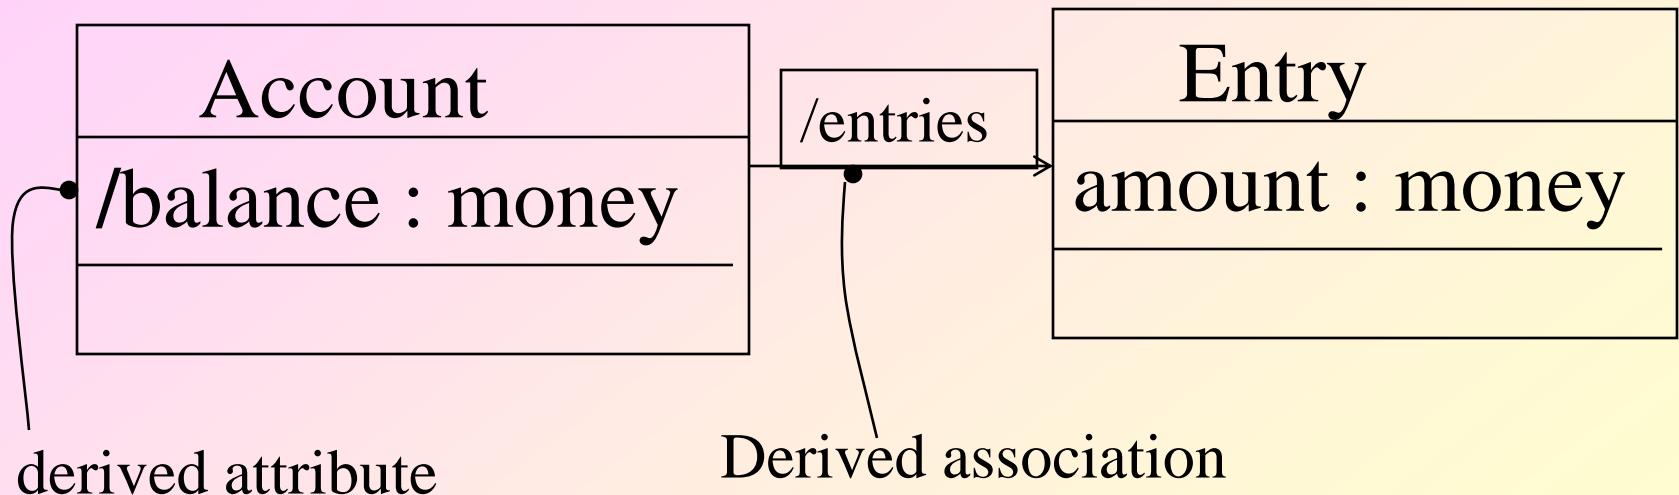 Account
/balance : money
/entries
Entry
amount : money
derived attribute
Derived association